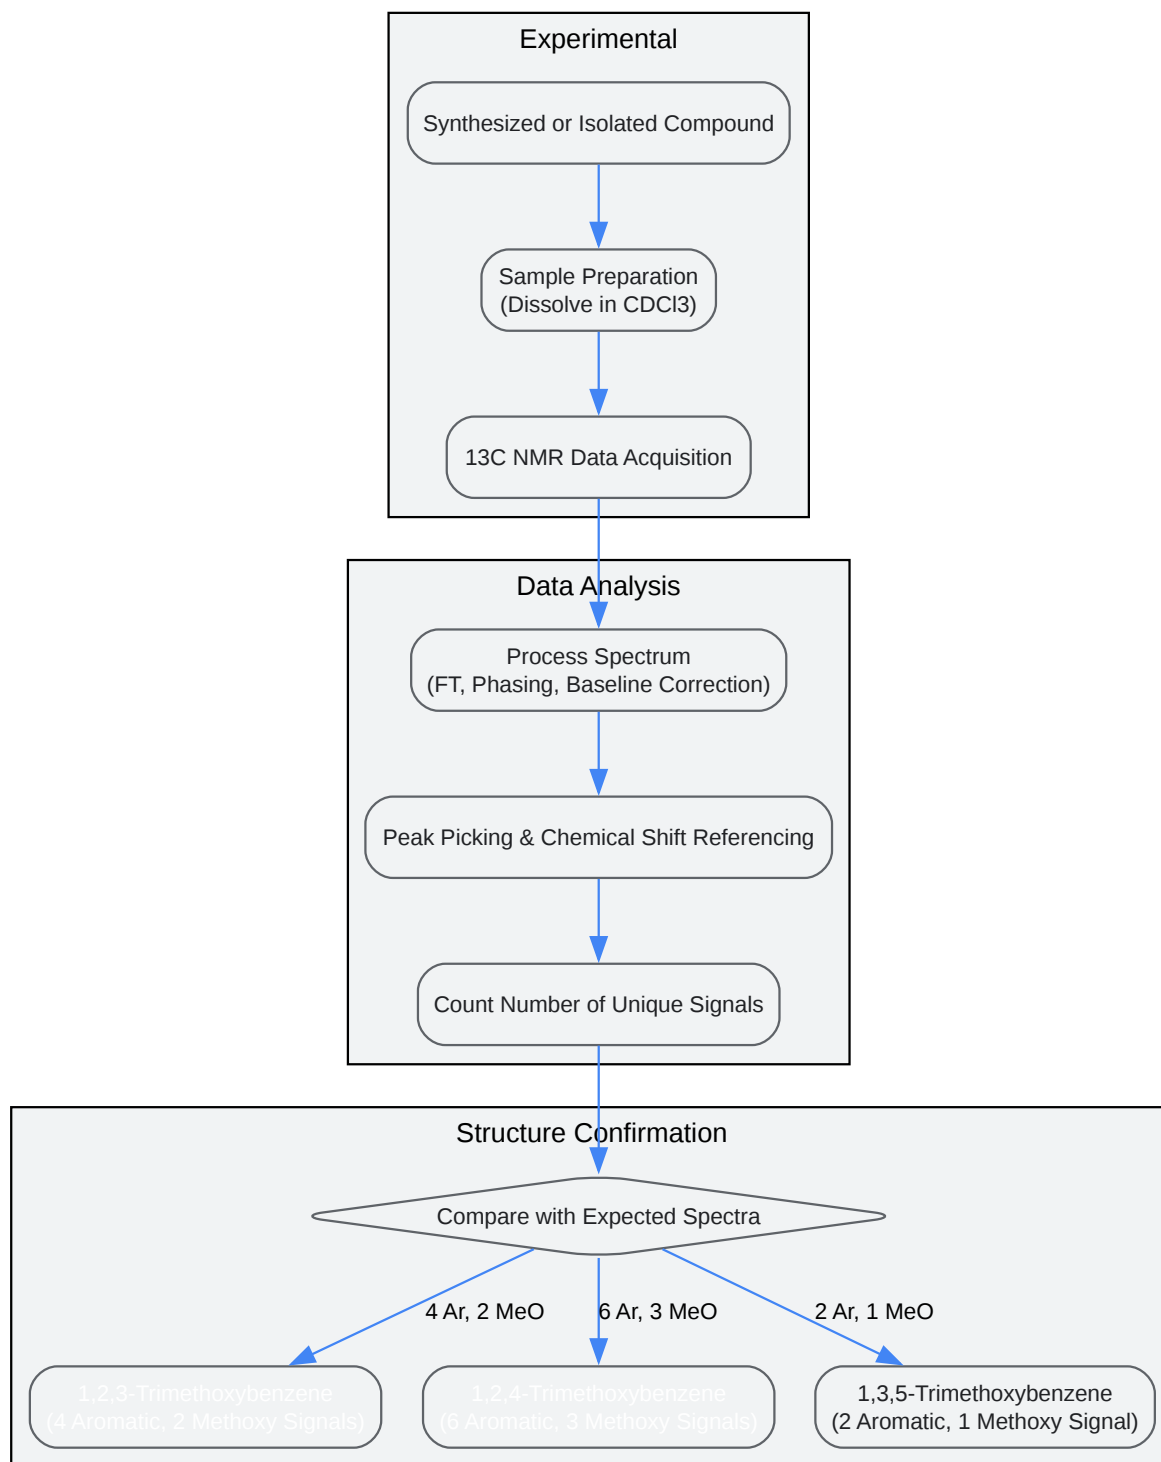 Experimental
Synthesized or Isolated Compound
Sample Preparation
(Dissolve in CDCl3)
13C NMR Data Acquisition
Data Analysis
Process Spectrum
(FT, Phasing, Baseline Correction)
Peak Picking & Chemical Shift Referencing
Count Number of Unique Signals
Structure Confirmation
Compare with Expected Spectra
4 Ar, 2 MeO
6 Ar, 3 MeO
2 Ar, 1 MeO
1,2,3-Trimethoxybenzene
(4 Aromatic, 2 Methoxy Signals)
1,2,4-Trimethoxybenzene
(6 Aromatic, 3 Methoxy Signals)
1,3,5-Trimethoxybenzene
(2 Aromatic, 1 Methoxy Signal)